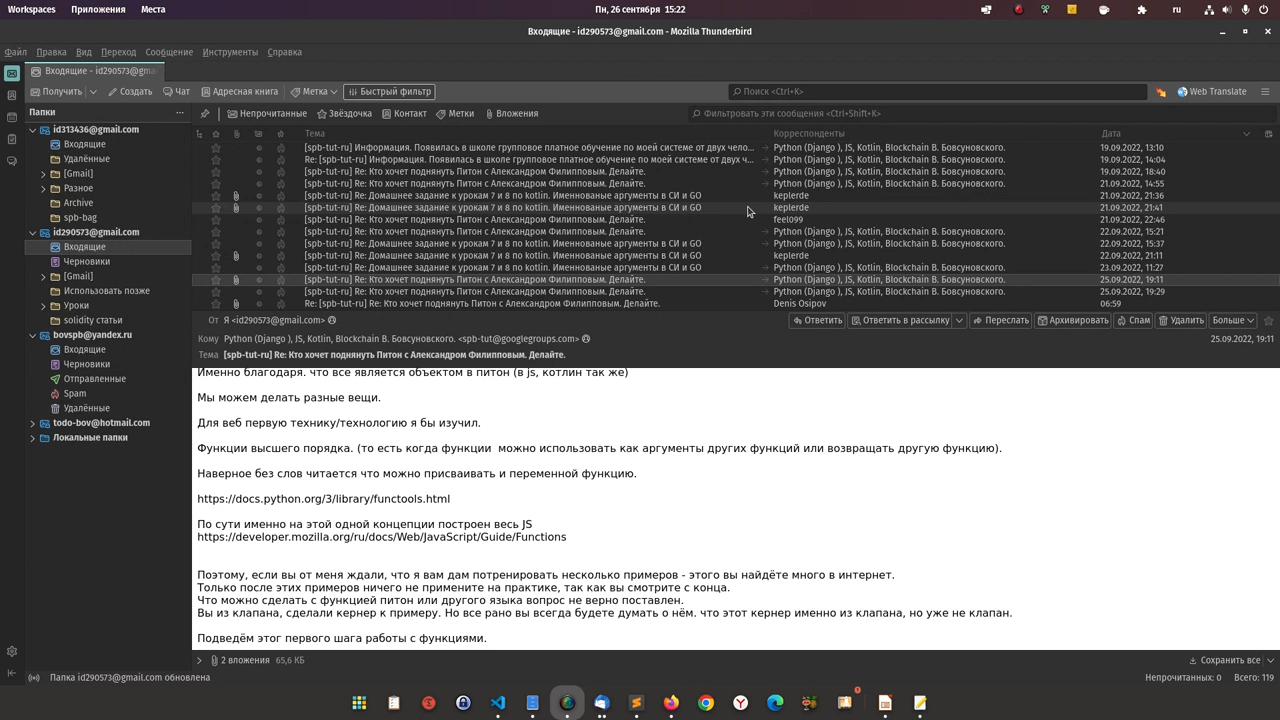 Workspaces Приложения Места Пн, 26 сентября 15:22 ru
Входящие - id290573@gmail.com - Mozilla Thunderbird
Файл Правка Вид Переход Сообщение Инструменты Справка
Входящие - id290573@gma
Получить Создать Чат Адресная книга Метка Быстрый фильтр Поиск <Ctrl+K> Web Translate
Папки ...
id313436@gmail.com
Входящие
Удалённые
[Gmail]
Разное
Archive
spb-bag
id290573@gmail.com
Входящие
Черновики
[Gmail]
Использовать позже
Уроки
solidity статьи
bovspb@yandex.ru
Входящие
Черновики
Отправленные
Spam
Удалённые
todo-bov@hotmail.com
Локальные папки
Непрочитанные Звёздочка Контакт Метки Вложения Фильтровать эти сообщения <Ctrl+Shift+K>
Тема Корреспонденты Дата
[spb-tut-ru] Информация. Появилась в школе групповое платное обучение по моей системе от двух чело... Python (Django ), JS, Kotlin, Blockchain В. Бовсуновского. 19.09.2022, 13:10
Re: [spb-tut-ru] Информация. Появилась в школе групповое платное обучение по моей системе от двух ч... Python (Django ), JS, Kotlin, Blockchain В. Бовсуновского. 19.09.2022, 14:04
[spb-tut-ru] Re: Кто хочет поднянуть Питон с Александром Филипповым. Делайте. Python (Django ), JS, Kotlin, Blockchain В. Бовсуновского. 19.09.2022, 18:40
[spb-tut-ru] Re: Кто хочет поднянуть Питон с Александром Филипповым. Делайте. Python (Django ), JS, Kotlin, Blockchain В. Бовсуновского. 21.09.2022, 14:55
[spb-tut-ru] Re: Домашнее задание к урокам 7 и 8 по kotlin. Именнованые аргументы в СИ и GO keplerde 21.09.2022, 21:36
[spb-tut-ru] Re: Домашнее задание к урокам 7 и 8 по kotlin. Именнованые аргументы в СИ и GO keplerde 21.09.2022, 21:41
[spb-tut-ru] Re: Кто хочет поднянуть Питон с Александром Филипповым. Делайте. feel099 21.09.2022, 22:46
[spb-tut-ru] Re: Кто хочет поднянуть Питон с Александром Филипповым. Делайте. Python (Django ), JS, Kotlin, Blockchain В. Бовсуновского. 22.09.2022, 15:21
[spb-tut-ru] Re: Домашнее задание к урокам 7 и 8 по kotlin. Именнованые аргументы в СИ и GO Python (Django ), JS, Kotlin, Blockchain В. Бовсуновского. 22.09.2022, 15:37
[spb-tut-ru] Re: Домашнее задание к урокам 7 и 8 по kotlin. Именнованые аргументы в СИ и GO keplerde 22.09.2022, 21:11
[spb-tut-ru] Re: Домашнее задание к урокам 7 и 8 по kotlin. Именнованые аргументы в СИ и GO Python (Django ), JS, Kotlin, Blockchain В. Бовсуновского. 23.09.2022, 11:27
[spb-tut-ru] Re: Кто хочет поднянуть Питон с Александром Филипповым. Делайте. Python (Django ), JS, Kotlin, Blockchain В. Бовсуновского. 25.09.2022, 19:11
[spb-tut-ru] Re: Кто хочет поднянуть Питон с Александром Филипповым. Делайте. Python (Django ), JS, Kotlin, Blockchain В. Бовсуновского. 25.09.2022, 19:29
Re: [spb-tut-ru] Re: Кто хочет поднянуть Питон с Александром Филипповым. Делайте. Denis Osipov 06:59
От Я <id290573@gmail.com> Ответить Ответить в рассылку Переслать Архивировать Спам Удалить Больше
Кому Python (Django ), JS, Kotlin, Blockchain В. Бовсуновского. <spb-tut@googlegroups.com> 25.09.2022, 19:11
Тема [spb-tut-ru] Re: Кто хочет поднянуть Питон с Александром Филипповым. Делайте.
Именно благодаря. что все является объектом в питон (в js, котлин так же)
Мы можем делать разные вещи.
Для веб первую технику/технологию я бы изучил.
Функции высшего порядка. (то есть когда функции можно использовать как аргументы других функций или возвращать другую функцию).
Наверное без слов читается что можно присваивать и переменной функцию.
https://docs.python.org/3/library/functools.html
По сути именно на этой одной концепции построен весь JS
https://developer.mozilla.org/ru/docs/Web/JavaScript/Guide/Functions
Поэтому, если вы от меня ждали, что я вам дам потренировать несколько примеров - этого вы найдёте много в интернет.
Только после этих примеров ничего не примените на практике, так как вы смотрите с конца.
Что можно сделать с функцией питон или другого языка вопрос не верно поставлен.
Вы из клапана, сделали кернер к примеру. Но все рано вы всегда будете думать о нём. что этот кернер именно из клапана, но уже не клапан.
Подведём этог первого шага работы с функциями.
2 вложения 65,6 КБ Сохранить все
Папка id290573@gmail.com обновлена Непрочитанных: 0 Всего: 119